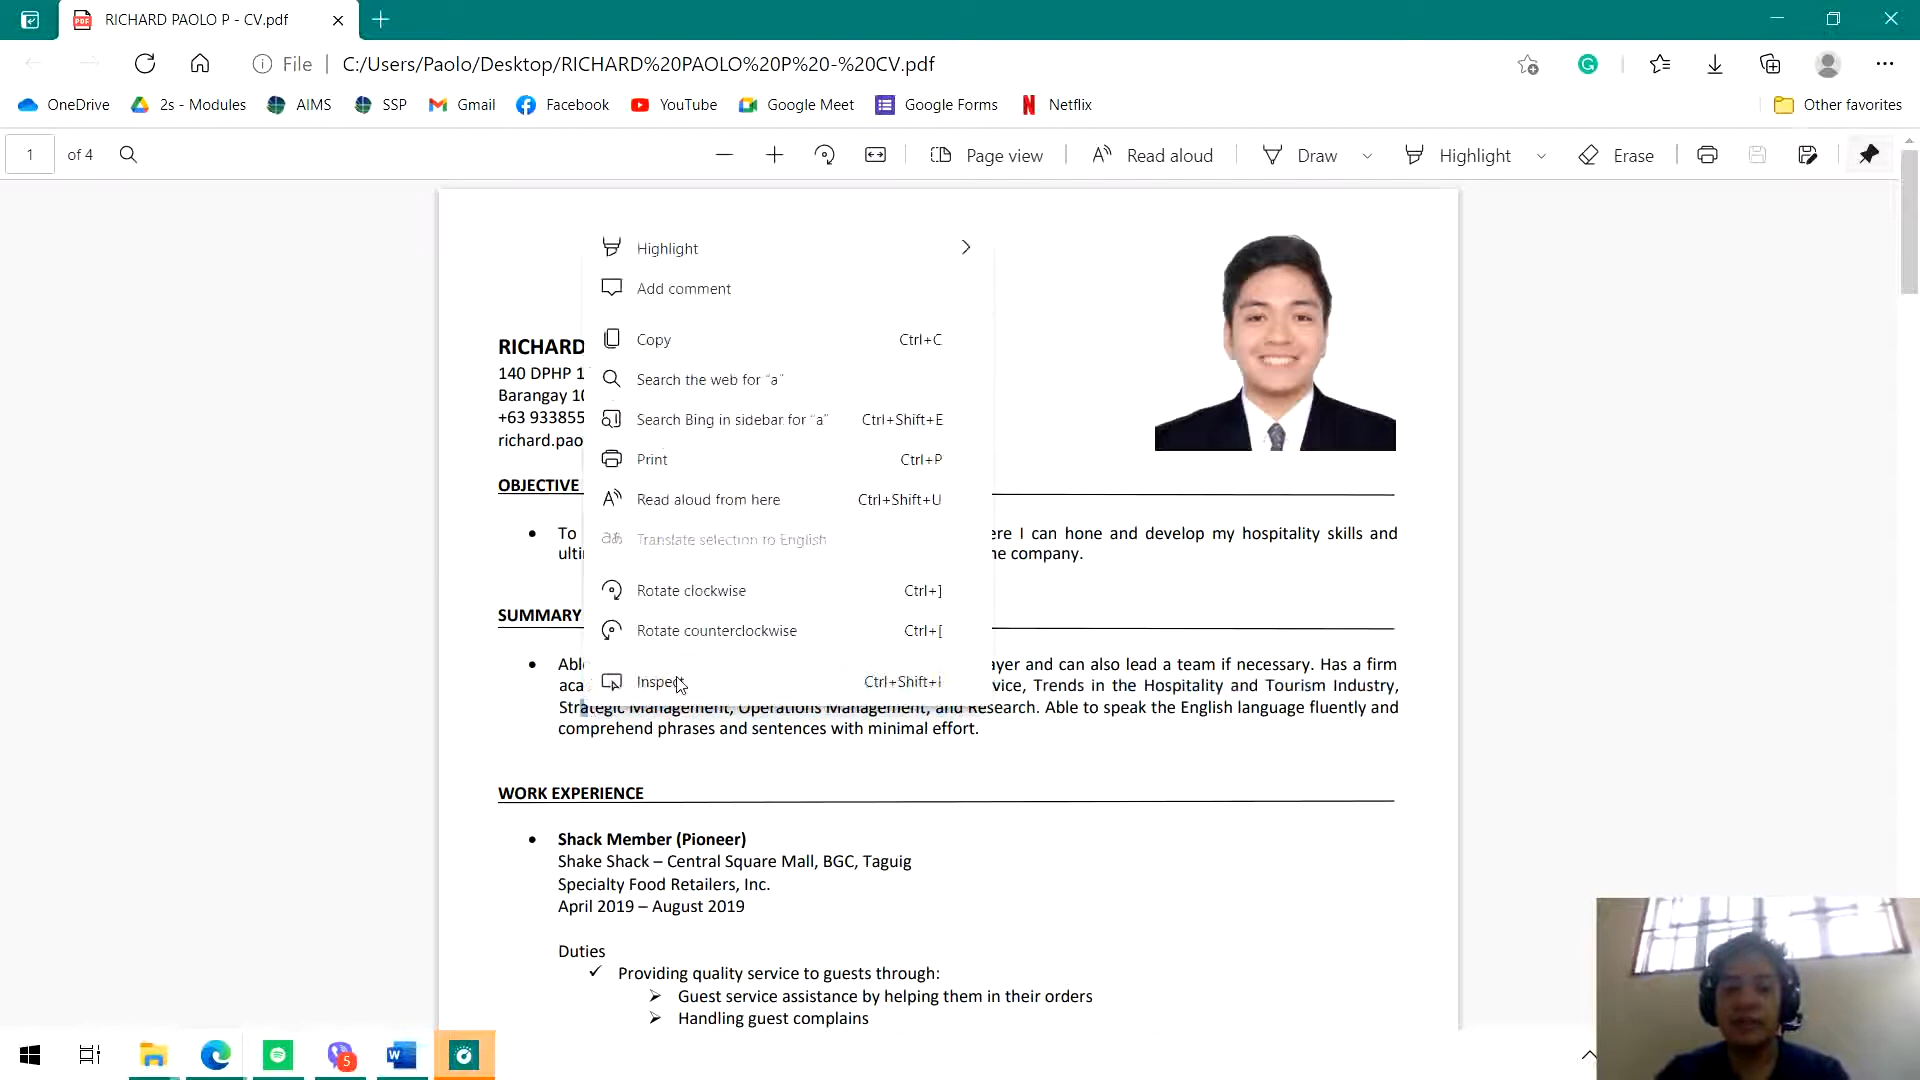 RICHARD PAOLO P - CV.pdf
File
C:/Users/Paolo/Desktop/RICHARD%20PAOLO%20P%20-%20CV.pdf
OneDrive
2s - Modules
AIMS
SSP
Gmail
Facebook
YouTube
Google Meet
Google Forms
Netflix
Other favorites
1 of 4
Page view
Read aloud
Draw
Highlight
Erase
Highlight
Add comment
Copy Ctrl+C
Search the web for "a"
Search Bing in sidebar for "a" Ctrl+Shift+E
Print Ctrl+P
Read aloud from here Ctrl+Shift+U
Translate selection to English
Rotate clockwise Ctrl+]
Rotate counterclockwise Ctrl+[
Inspect Ctrl+Shift+I
RICHARD
140 DPHP 1
Barangay 10
+63 933855
richard.pao
OBJECTIVE
• To ere I can hone and develop my hospitality skills and
ulti he company.
SUMMARY
• Able ayer and can also lead a team if necessary. Has a firm
aca vice, Trends in the Hospitality and Tourism Industry,
Strategic Management, Operations Management, and Research. Able to speak the English language fluently and
comprehend phrases and sentences with minimal effort.
WORK EXPERIENCE
• Shack Member (Pioneer)
Shake Shack – Central Square Mall, BGC, Taguig
Specialty Food Retailers, Inc.
April 2019 – August 2019
Duties
✓ Providing quality service to guests through:
➢ Guest service assistance by helping them in their orders
➢ Handling guest complains
5